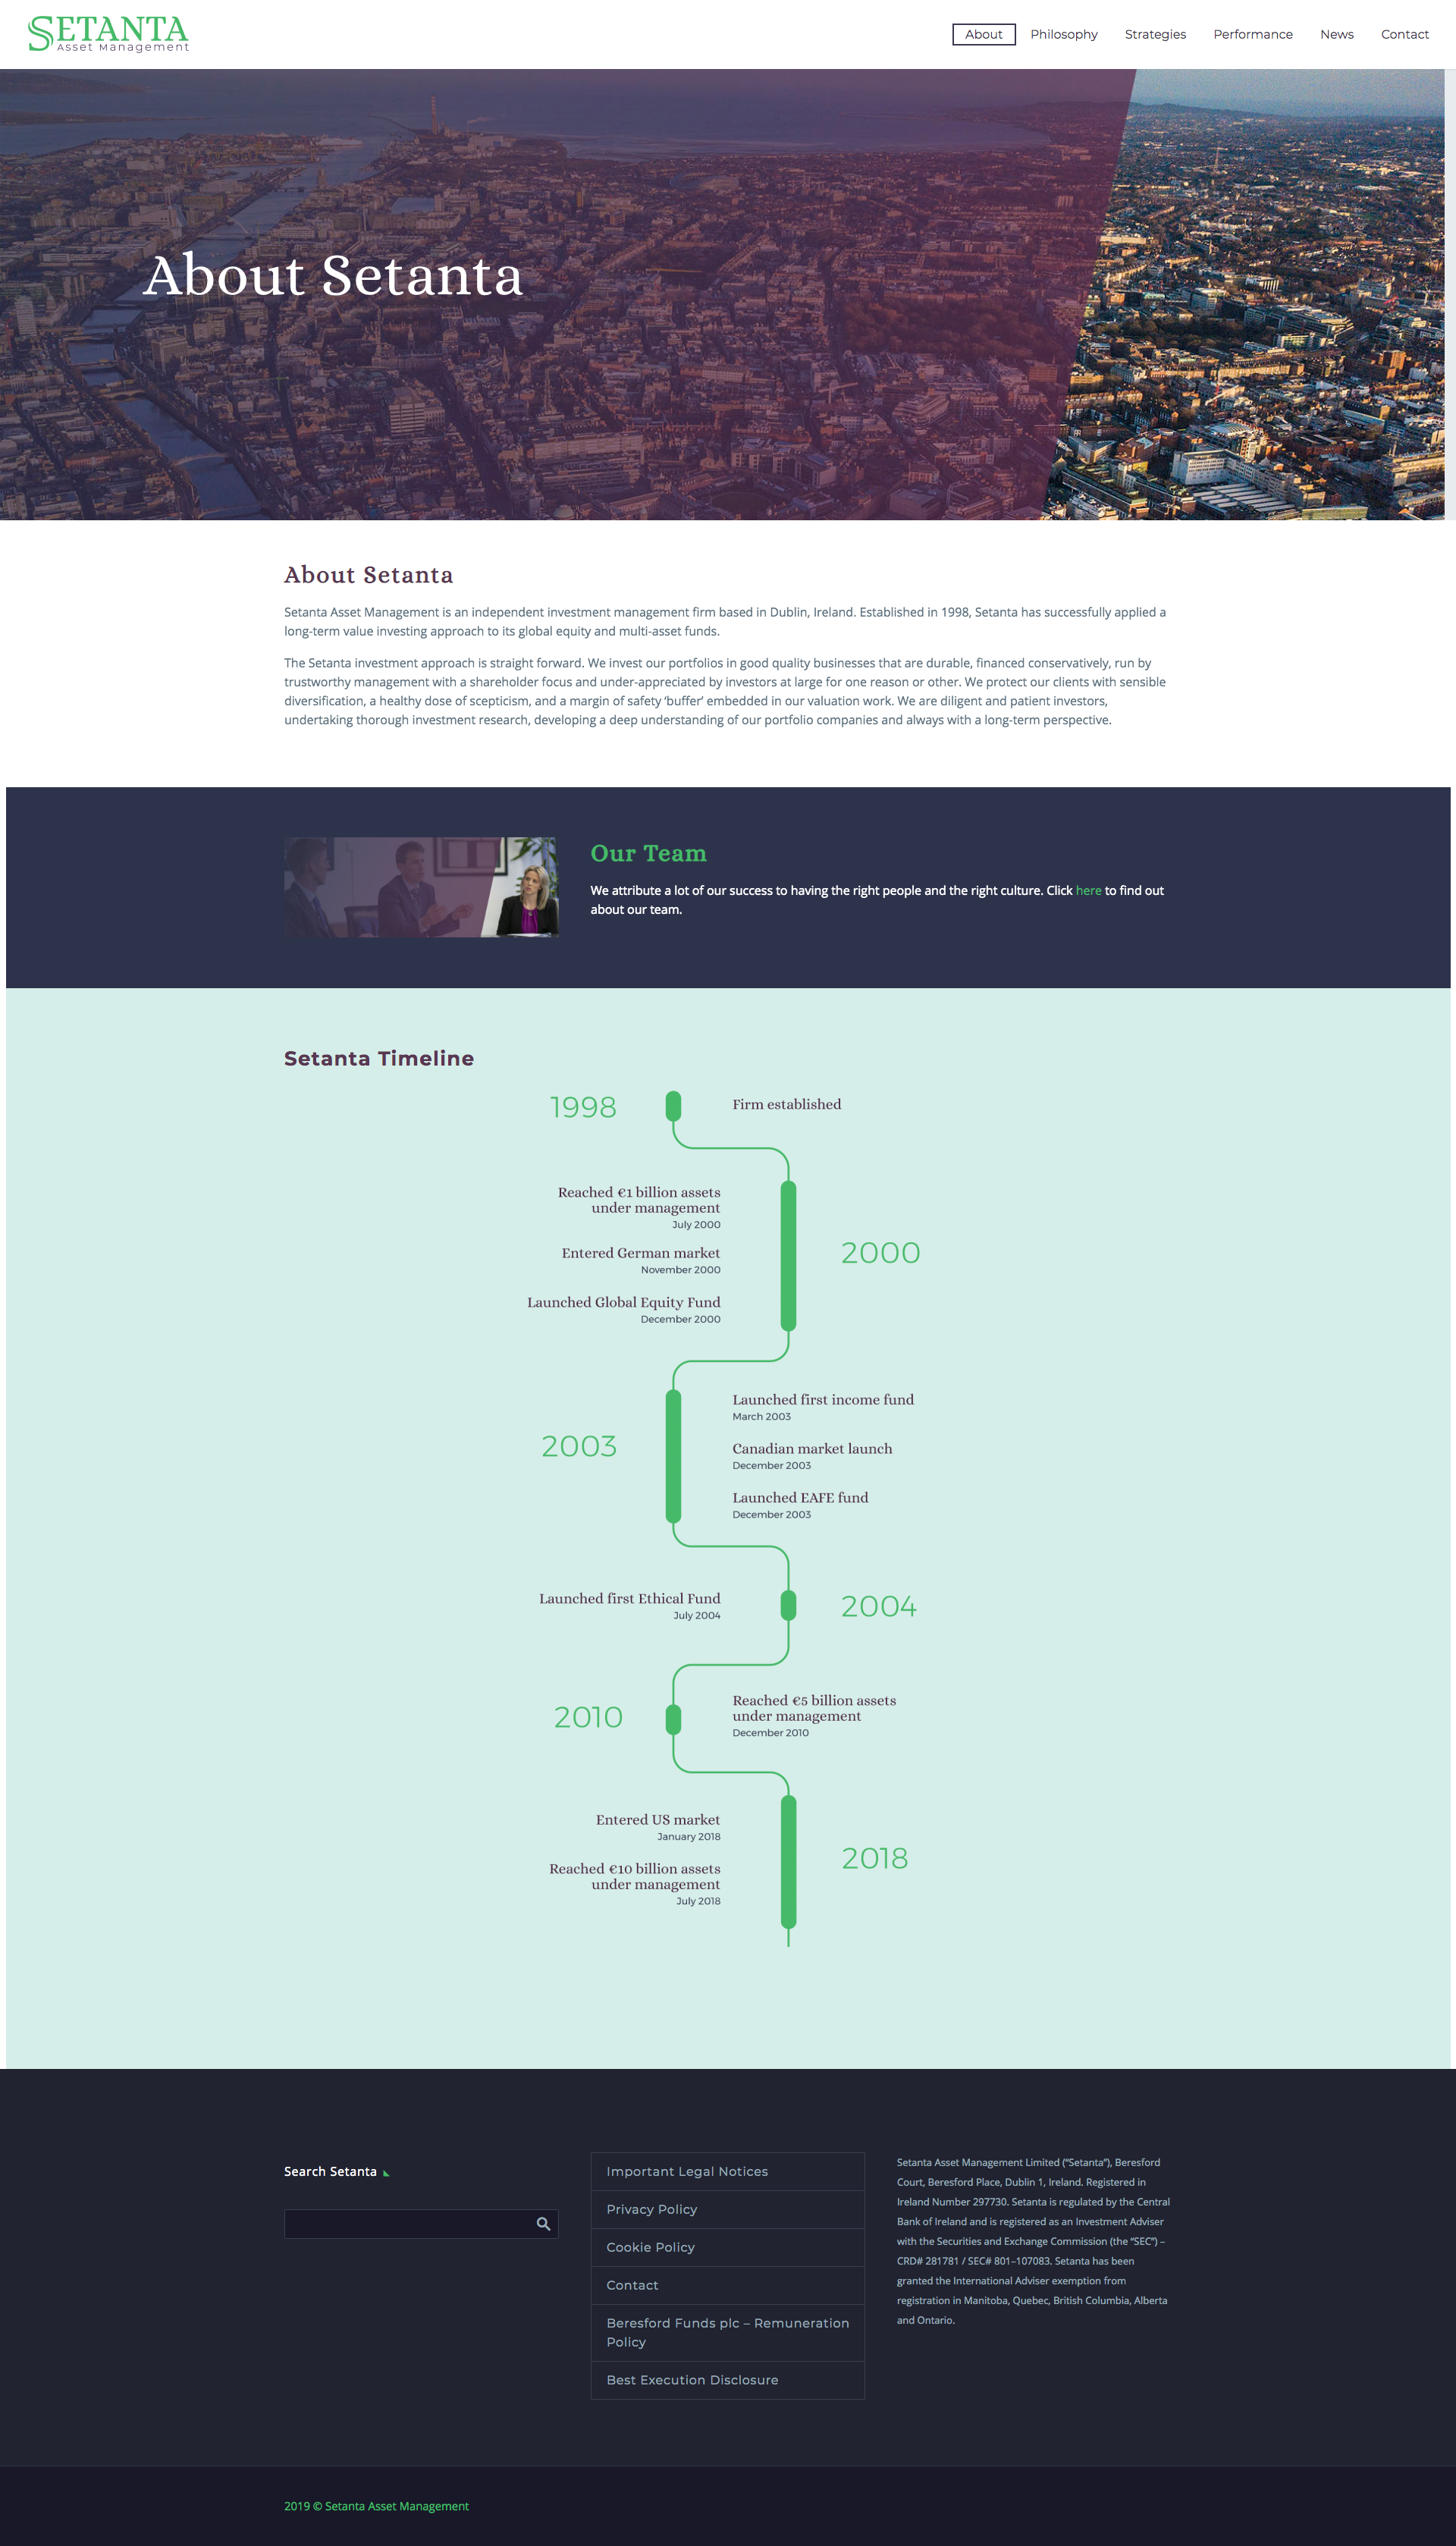 SETANTA
Asset Management
About
Philosophy
Strategies
Performance
News
Contact
About Setanta
About Setanta
Setanta Asset Management is an independent investment management firm based in Dublin, Ireland. Established in 1998, Setanta has successfully applied a
long-term value investing approach to its global equity and multi-asset funds.
The Setanta investment approach is straight forward. We invest our portfolios in good quality businesses that are durable, financed conservatively, run by
trustworthy management with a shareholder focus and under-appreciated by investors at large for one reason or other. We protect our clients with sensible
diversification, a healthy dose of scepticism, and a margin of safety ‘buffer’ embedded in our valuation work. We are diligent and patient investors,
undertaking thorough investment research, developing a deep understanding of our portfolio companies and always with a long-term perspective.
Our Team
We attribute a lot of our success to having the right people and the right culture. Click here to find out
about our team.
Setanta Timeline
1998
Firm established
Reached €1 billion assets
under management
July 2000
Entered German market
November 2000
Launched Global Equity Fund
December 2000
2000
2003
Launched first income fund
March 2003
Canadian market launch
December 2003
Launched EAFE fund
December 2003
Launched first Ethical Fund
July 2004
2004
2010
Reached €5 billion assets
under management
December 2010
Entered US market
January 2018
Reached €10 billion assets
under management
July 2018
2018
Search Setanta
Important Legal Notices
Privacy Policy
Cookie Policy
Contact
Beresford Funds plc – Remuneration
Policy
Best Execution Disclosure
Setanta Asset Management Limited (“Setanta”), Beresford
Court, Beresford Place, Dublin 1, Ireland. Registered in
Ireland Number 297730. Setanta is regulated by the Central
Bank of Ireland and is registered as an Investment Adviser
with the Securities and Exchange Commission (the “SEC”) –
CRD# 281781 / SEC# 801–107083. Setanta has been
granted the International Adviser exemption from
registration in Manitoba, Quebec, British Columbia, Alberta
and Ontario.
2019 © Setanta Asset Management